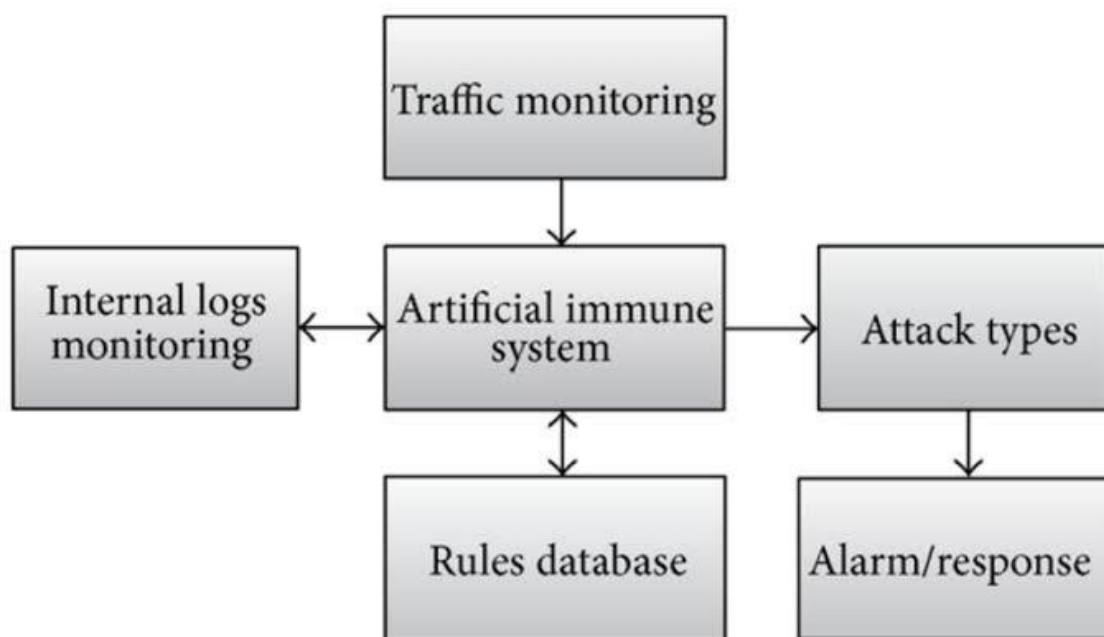 Traffic monitoring
Internal logs
monitoring
Artificial immune
system
Attack types
Rules database
Alarm/response